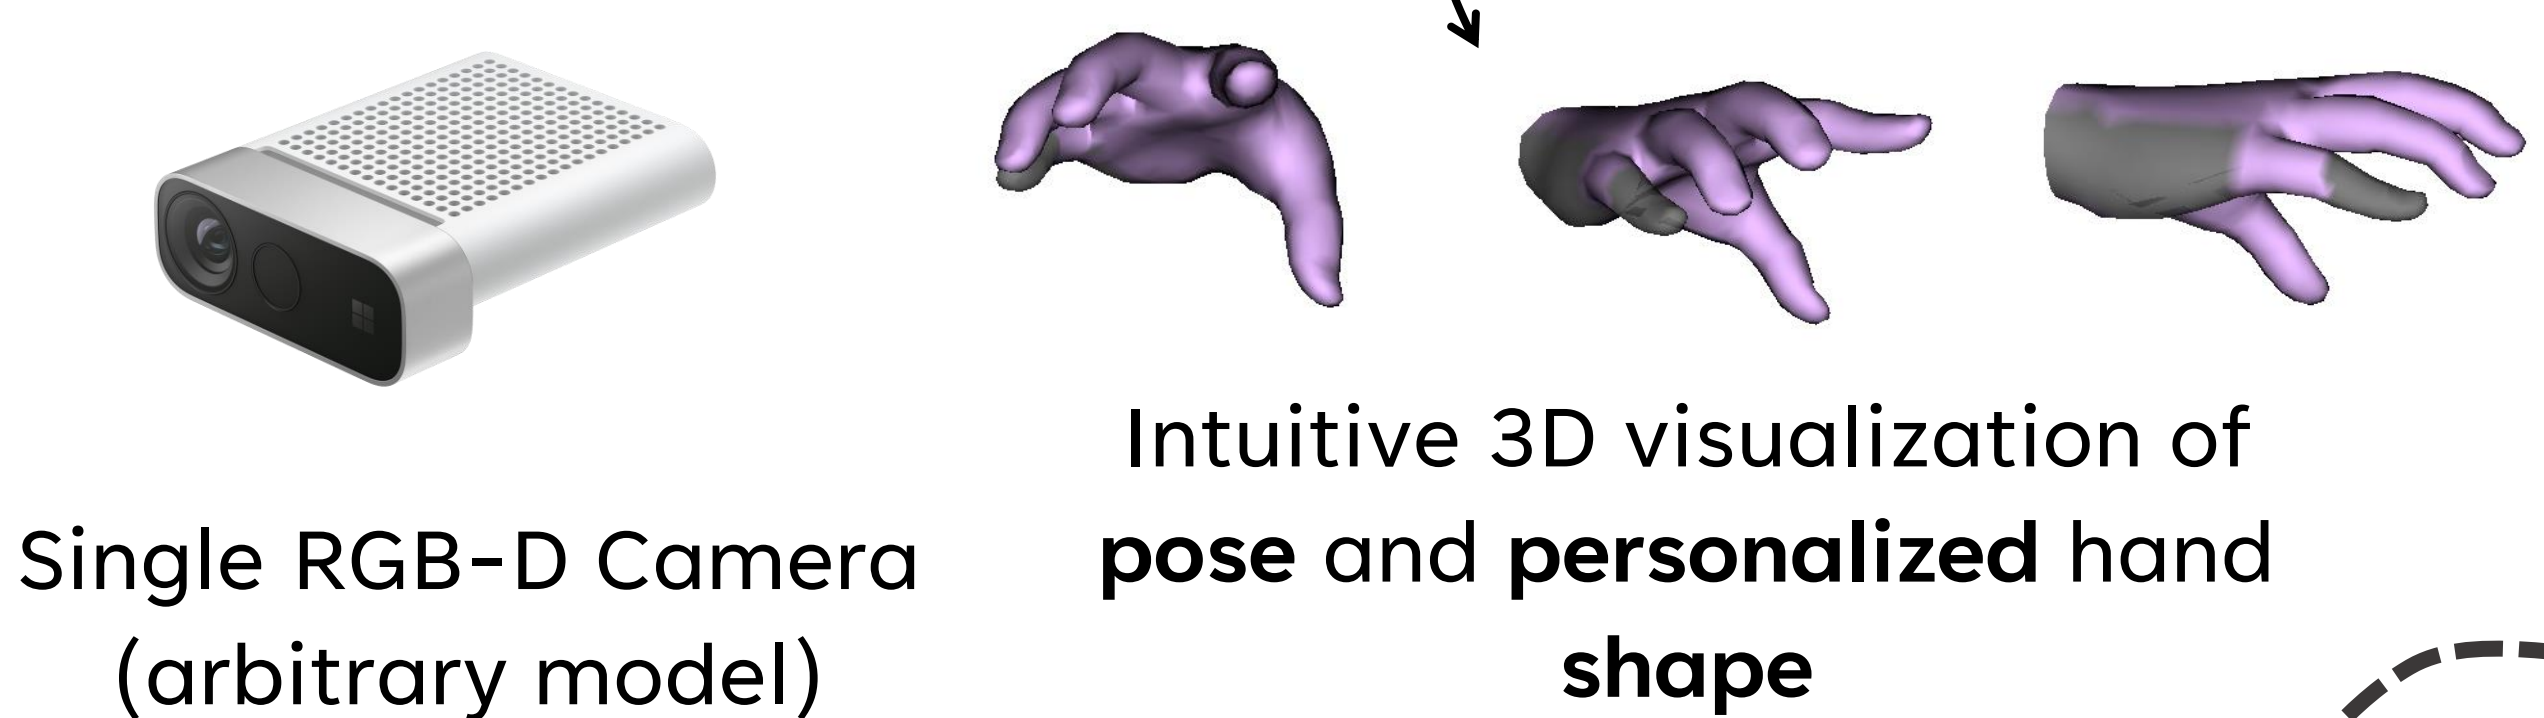 Single RGB-D Camera
(arbitrary model)
Intuitive 3D visualization of
pose and personalized hand
shape